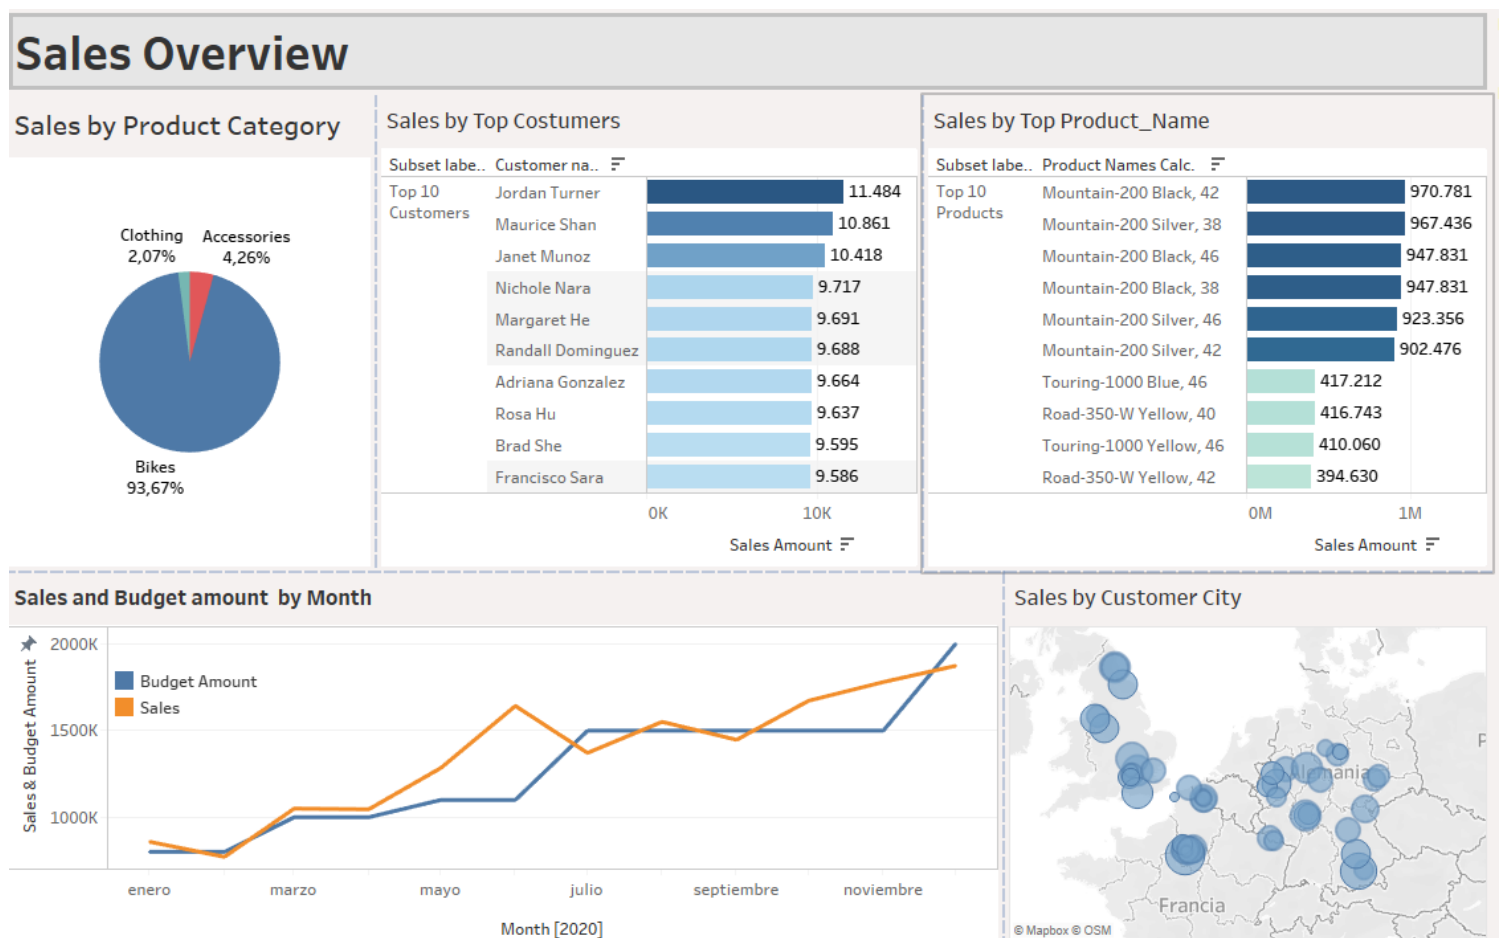 Sales Overview
Sales by Product Category
Clothing
2,07%
Accessories
4,26%
Bikes
93,67%
Sales by Top Costumers
Subset labe.. Customer na..
Top 10
Customers
Jordan Turner 11.484
Maurice Shan 10.861
Janet Munoz 10.418
Nichole Nara 9.717
Margaret He 9.691
Randall Dominguez 9.688
Adriana Gonzalez 9.664
Rosa Hu 9.637
Brad She 9.595
Francisco Sara 9.586
0K 10K
Sales Amount
Sales by Top Product_Name
Subset labe.. Product Names Calc.
Top 10
Products
Mountain-200 Black, 42 970.781
Mountain-200 Silver, 38 967.436
Mountain-200 Black, 46 947.831
Mountain-200 Black, 38 947.831
Mountain-200 Silver, 46 923.356
Mountain-200 Silver, 42 902.476
Touring-1000 Blue, 46 417.212
Road-350-W Yellow, 40 416.743
Touring-1000 Yellow, 46 410.060
Road-350-W Yellow, 42 394.630
0M 1M
Sales Amount
Sales and Budget amount by Month
Sales & Budget Amount
2000K
1500K
1000K
Budget Amount
Sales
enero marzo mayo julio septiembre noviembre
Month [2020]
Sales by Customer City
Francia
© Mapbox © OSM